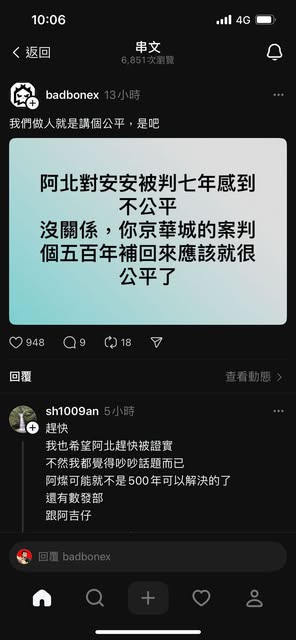 10:06
4G
返回
串文
6,851次瀏覽
badbonex 13小時
我們做人就是講個公平，是吧
阿北對安安被判七年感到
不公平
沒關係，你京華城的案判
個五百年補回來應該就很
公平了
948 9 18
回覆
查看動態
sh1009an 5小時
趕快
我也希望阿北趕快被證實
不然我都覺得吵吵話題而已
阿燦可能就不是500年可以解決的了
還有數發部
跟阿吉仔
回覆 badbonex